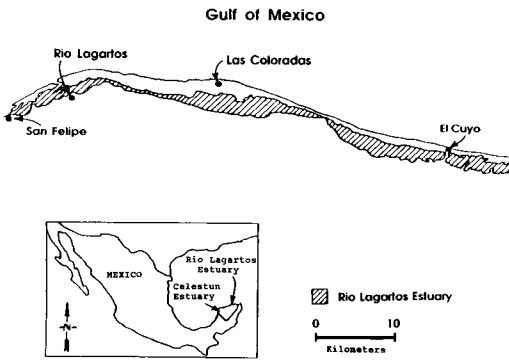 Gulf of Mexico
Rio Lagartos
Las Coloradas
San Felipe
El Cuyo
MEXICO
Rio Lagartos
Estuary
Celestun
Estuary
-N-
Rio Lagartos Estuary
0 10
Kilometers